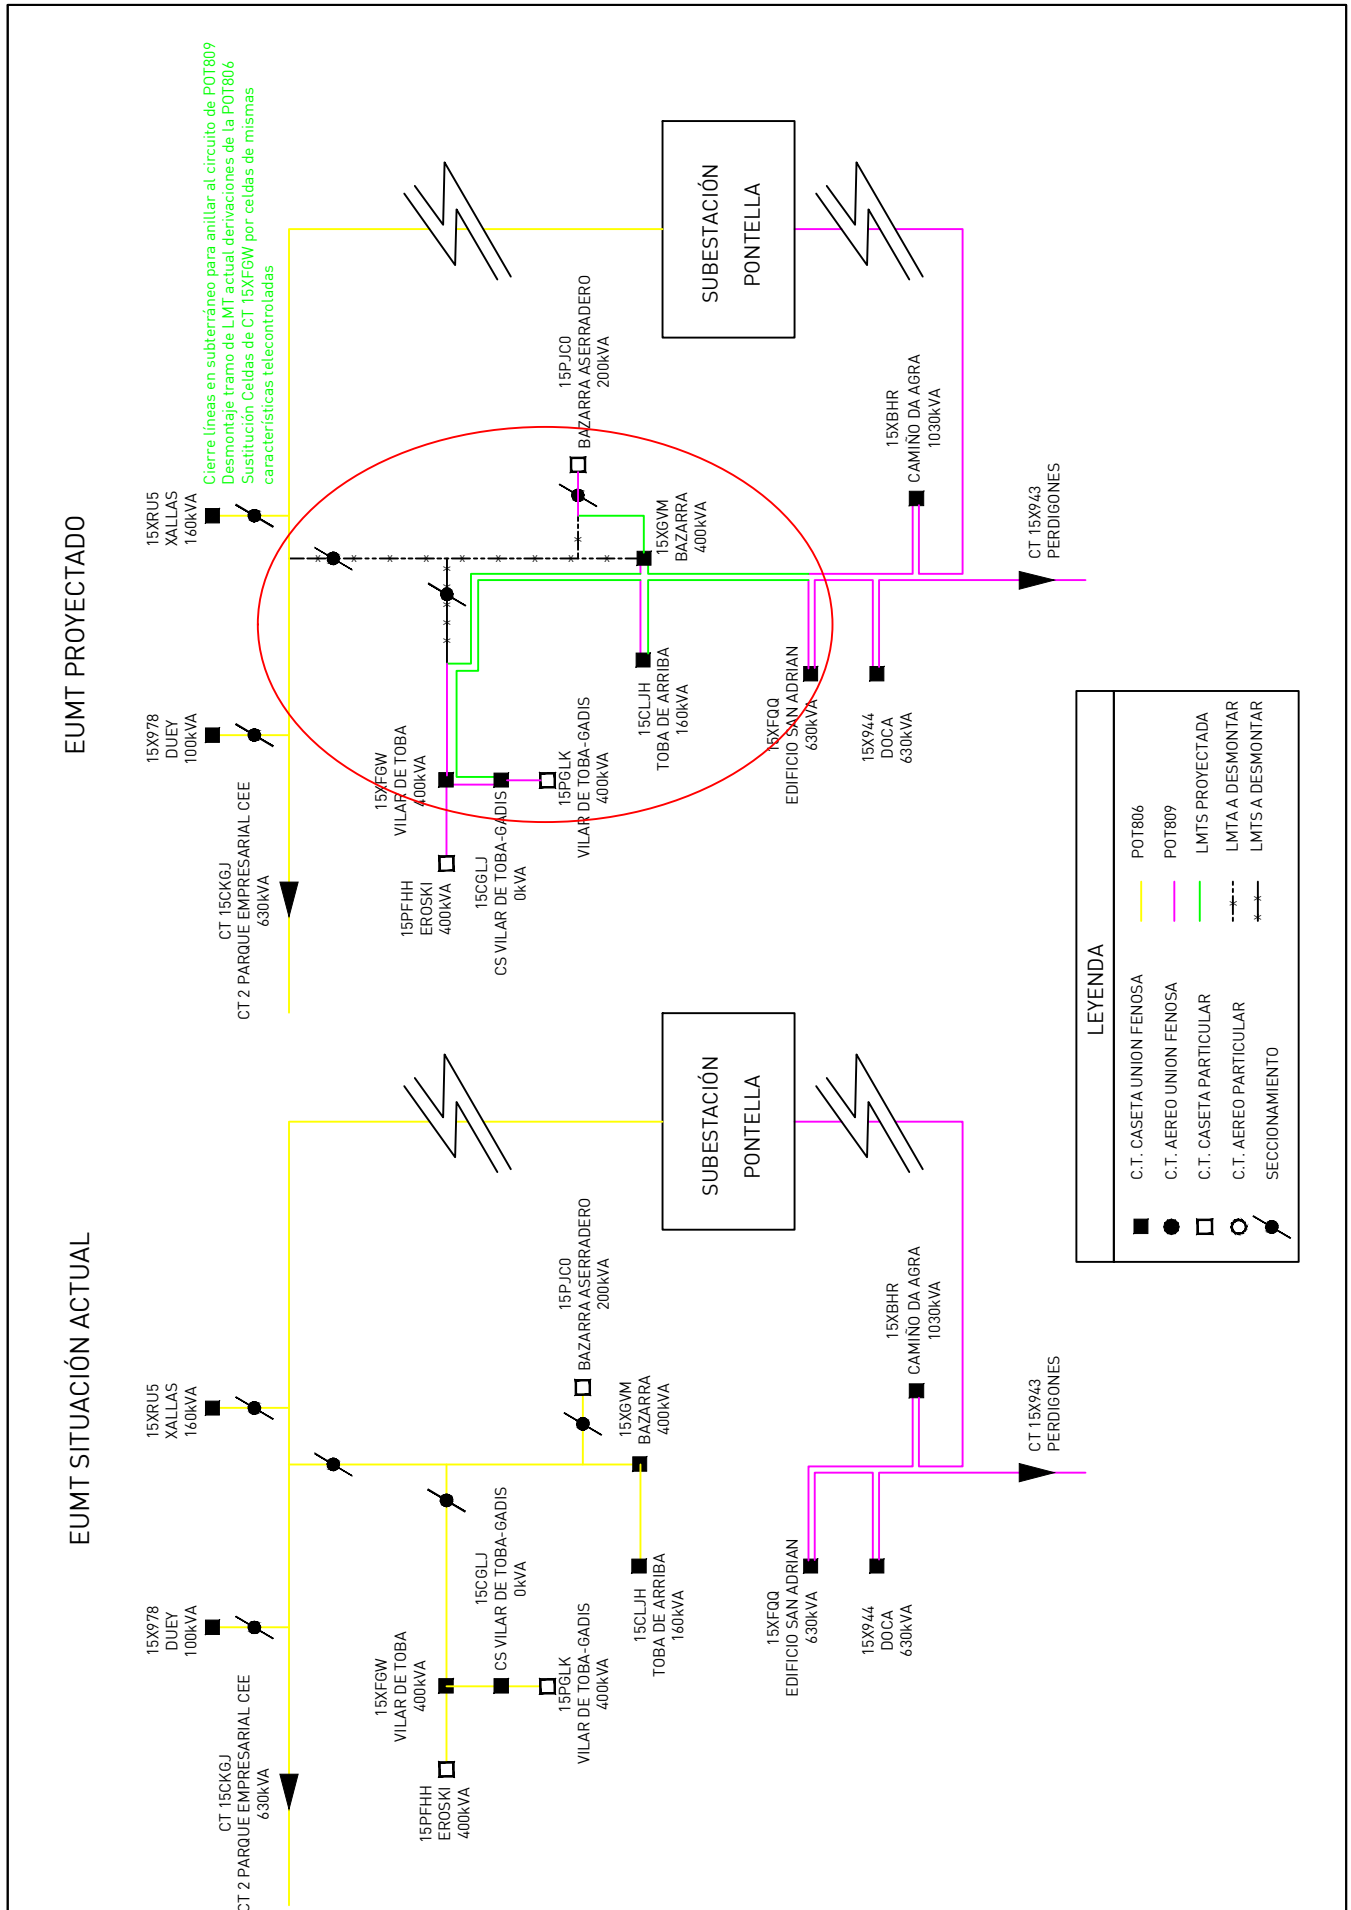 EUMT SITUACIÓN ACTUAL
CT 15CKGJ
CT 2 PARQUE EMPRESARIAL CEE
630kVA
15X978
DUEY
100kVA
15XRU5
XALLAS
160kVA
15PFHH
EROSKI
400kVA
15XFGW
VILAR DE TOBA
400kVA
15CGLJ
CS VILAR DE TOBA-GADIS
0kVA
15PGLK
VILAR DE TOBA-GADIS
400kVA
15CLJH
TOBA DE ARRIBA
160kVA
15XGVM
BAZARRA
400kVA
15PJC0
BAZARRA ASERRADERO
200kVA
SUBESTACIÓN
PONTELLA
15XFQQ
EDIFICIO SAN ADRIAN
630kVA
15X944
DOCA
630kVA
15XBHR
CAMIÑO DA AGRA
1030kVA
CT 15X943
PERDIGONES
EUMT PROYECTADO
Cierre líneas en subterráneo para anillar al circuito de POT809
Desmontaje tramo de LMT actual derivaciones de la POT806
Sustitución Celdas de CT 15XFGW por celdas de mismas
características telecontroladas
CT 15CKGJ
CT 2 PARQUE EMPRESARIAL CEE
630kVA
15X978
DUEY
100kVA
15XRU5
XALLAS
160kVA
15PFHH
EROSKI
400kVA
15XFGW
VILAR DE TOBA
400kVA
15CGLJ
CS VILAR DE TOBA-GADIS
0kVA
15PGLK
VILAR DE TOBA-GADIS
400kVA
15CLJH
TOBA DE ARRIBA
160kVA
15XGVM
BAZARRA
400kVA
15PJC0
BAZARRA ASERRADERO
200kVA
SUBESTACIÓN
PONTELLA
15XFQQ
EDIFICIO SAN ADRIAN
630kVA
15X944
DOCA
630kVA
15XBHR
CAMIÑO DA AGRA
1030kVA
CT 15X943
PERDIGONES
LEYENDA
C.T. CASETA UNION FENOSA
C.T. AEREO UNION FENOSA
C.T. CASETA PARTICULAR
C.T. AEREO PARTICULAR
SECCIONAMIENTO
POT806
POT809
LMTS PROYECTADA
LMTA A DESMONTAR
LMTS A DESMONTAR